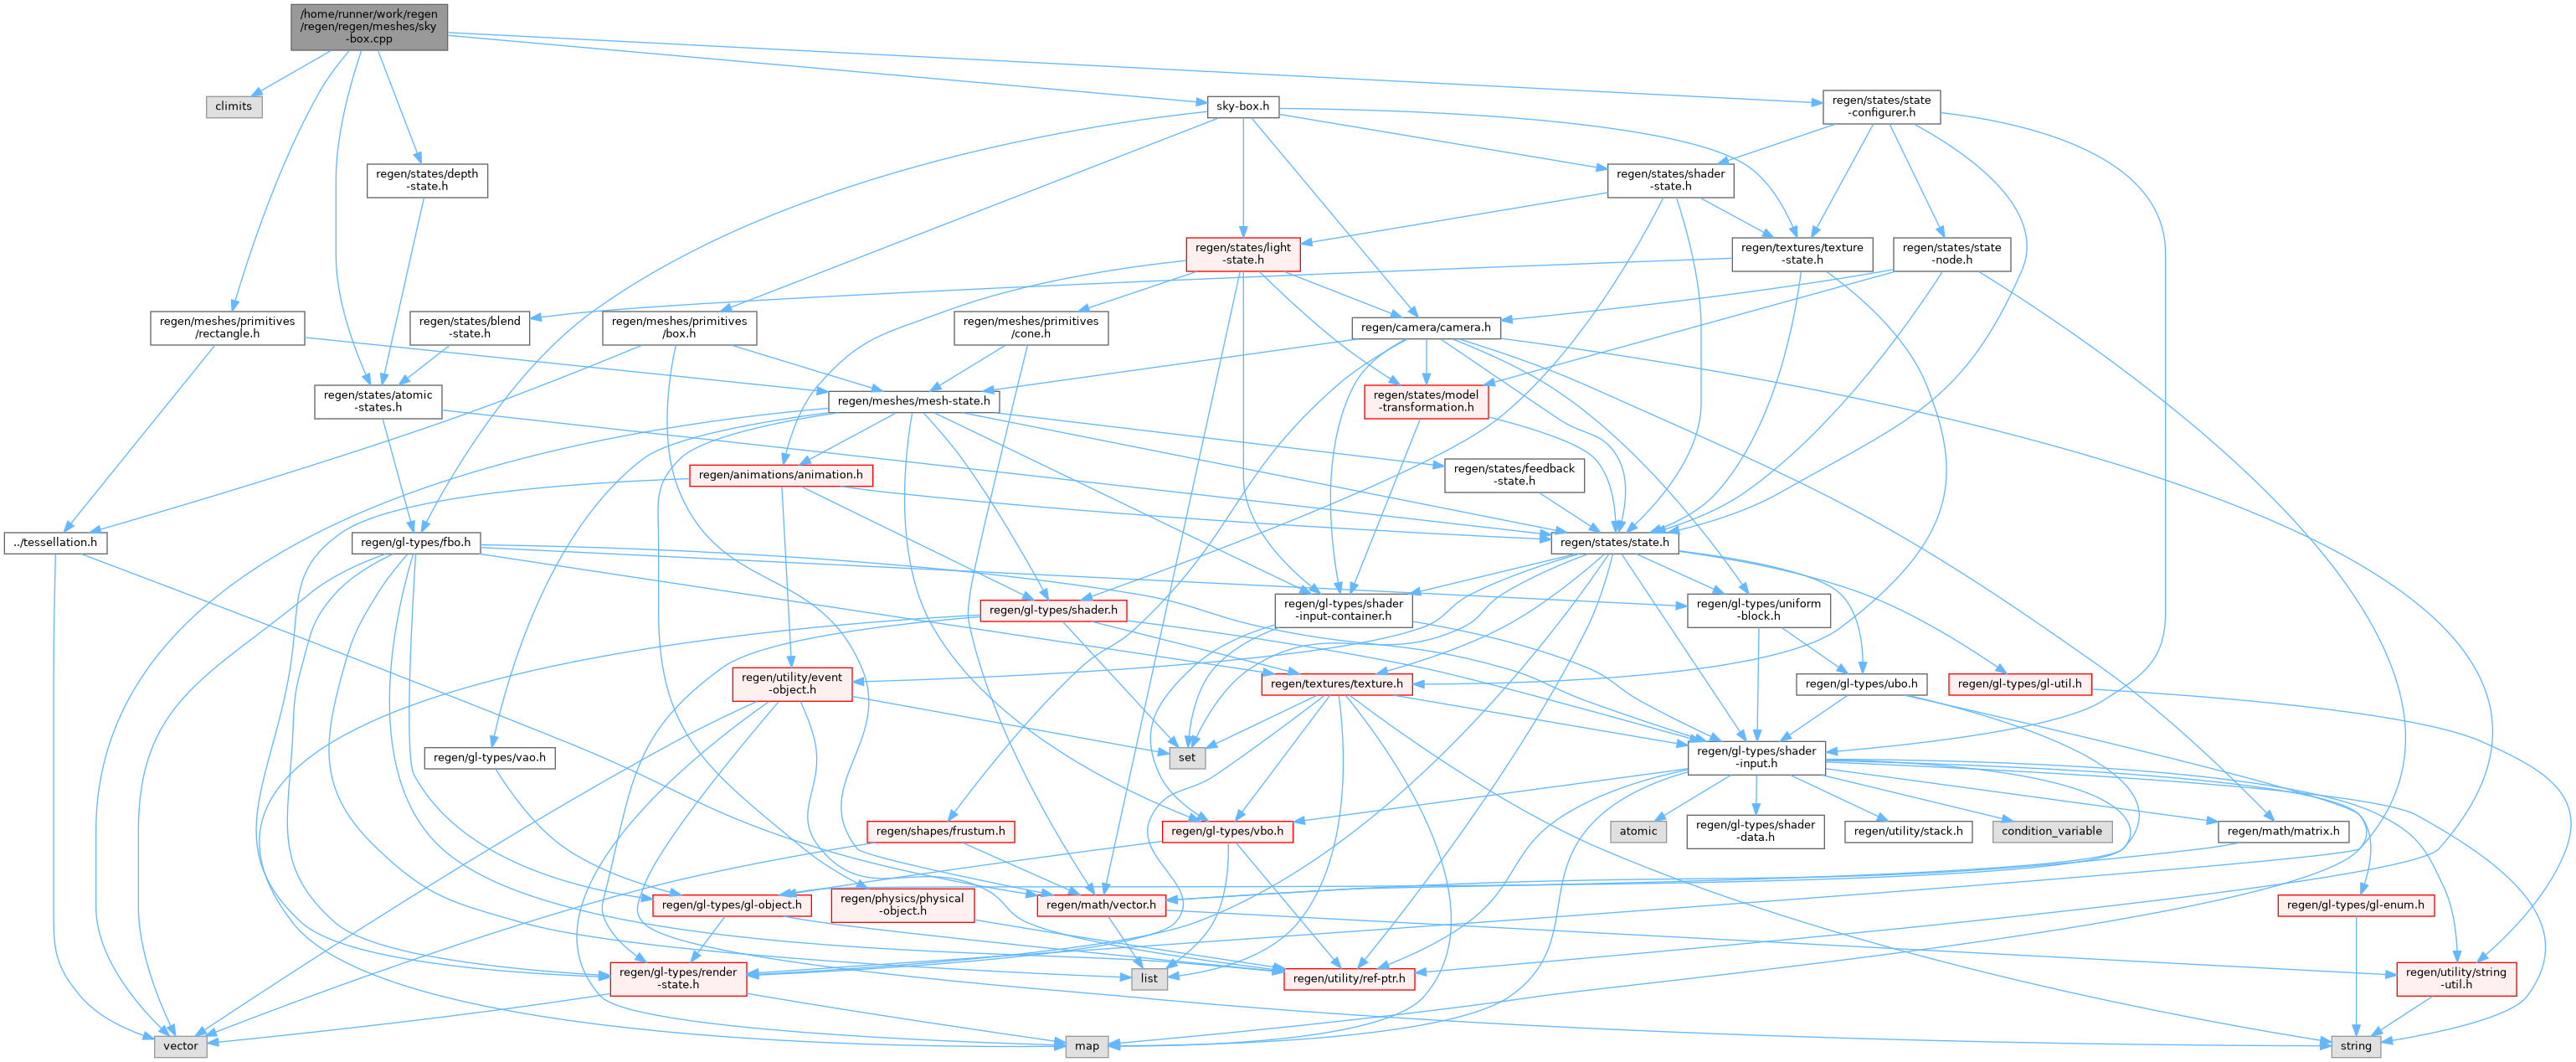 /home/runner/work/regen
/regen/regen/meshes/sky
-box.cpp
climits
sky-box.h
regen/states/state
-configurer.h
regen/states/depth
-state.h
regen/states/shader
-state.h
regen/states/light
-state.h
regen/textures/texture
-state.h
regen/states/state
-node.h
regen/meshes/primitives
/rectangle.h
regen/states/blend
-state.h
regen/meshes/primitives
/box.h
regen/meshes/primitives
/cone.h
regen/camera/camera.h
regen/states/atomic
-states.h
regen/meshes/mesh-state.h
regen/states/model
-transformation.h
regen/animations/animation.h
regen/states/feedback
-state.h
../tessellation.h
regen/gl-types/fbo.h
regen/states/state.h
regen/gl-types/shader.h
regen/gl-types/shader
-input-container.h
regen/gl-types/uniform
-block.h
regen/utility/event
-object.h
regen/textures/texture.h
regen/gl-types/ubo.h
regen/gl-types/gl-util.h
regen/gl-types/vao.h
set
regen/gl-types/shader
-input.h
regen/shapes/frustum.h
regen/gl-types/vbo.h
atomic
regen/gl-types/shader
-data.h
regen/utility/stack.h
condition_variable
regen/math/matrix.h
regen/gl-types/gl-object.h
regen/physics/physical
-object.h
regen/math/vector.h
regen/gl-types/gl-enum.h
regen/gl-types/render
-state.h
list
regen/utility/ref-ptr.h
regen/utility/string
-util.h
vector
map
string